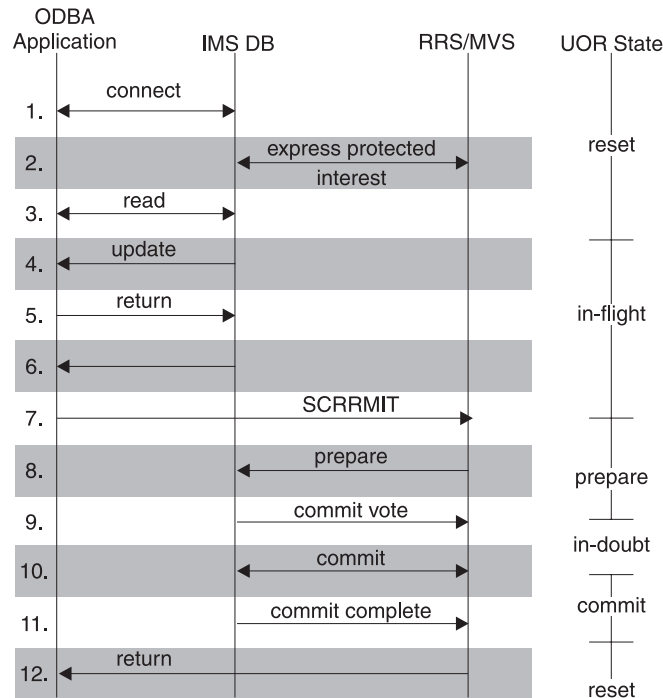 ODBA
Application
IMS DB
RRS/MVS
UOR State
1.
connect
2.
express protected
interest
reset
3.
read
4.
update
5.
return
in-flight
6.
7.
SCRRMIT
8.
prepare
prepare
9.
commit vote
in-doubt
10.
commit
commit
11.
commit complete
12.
return
reset